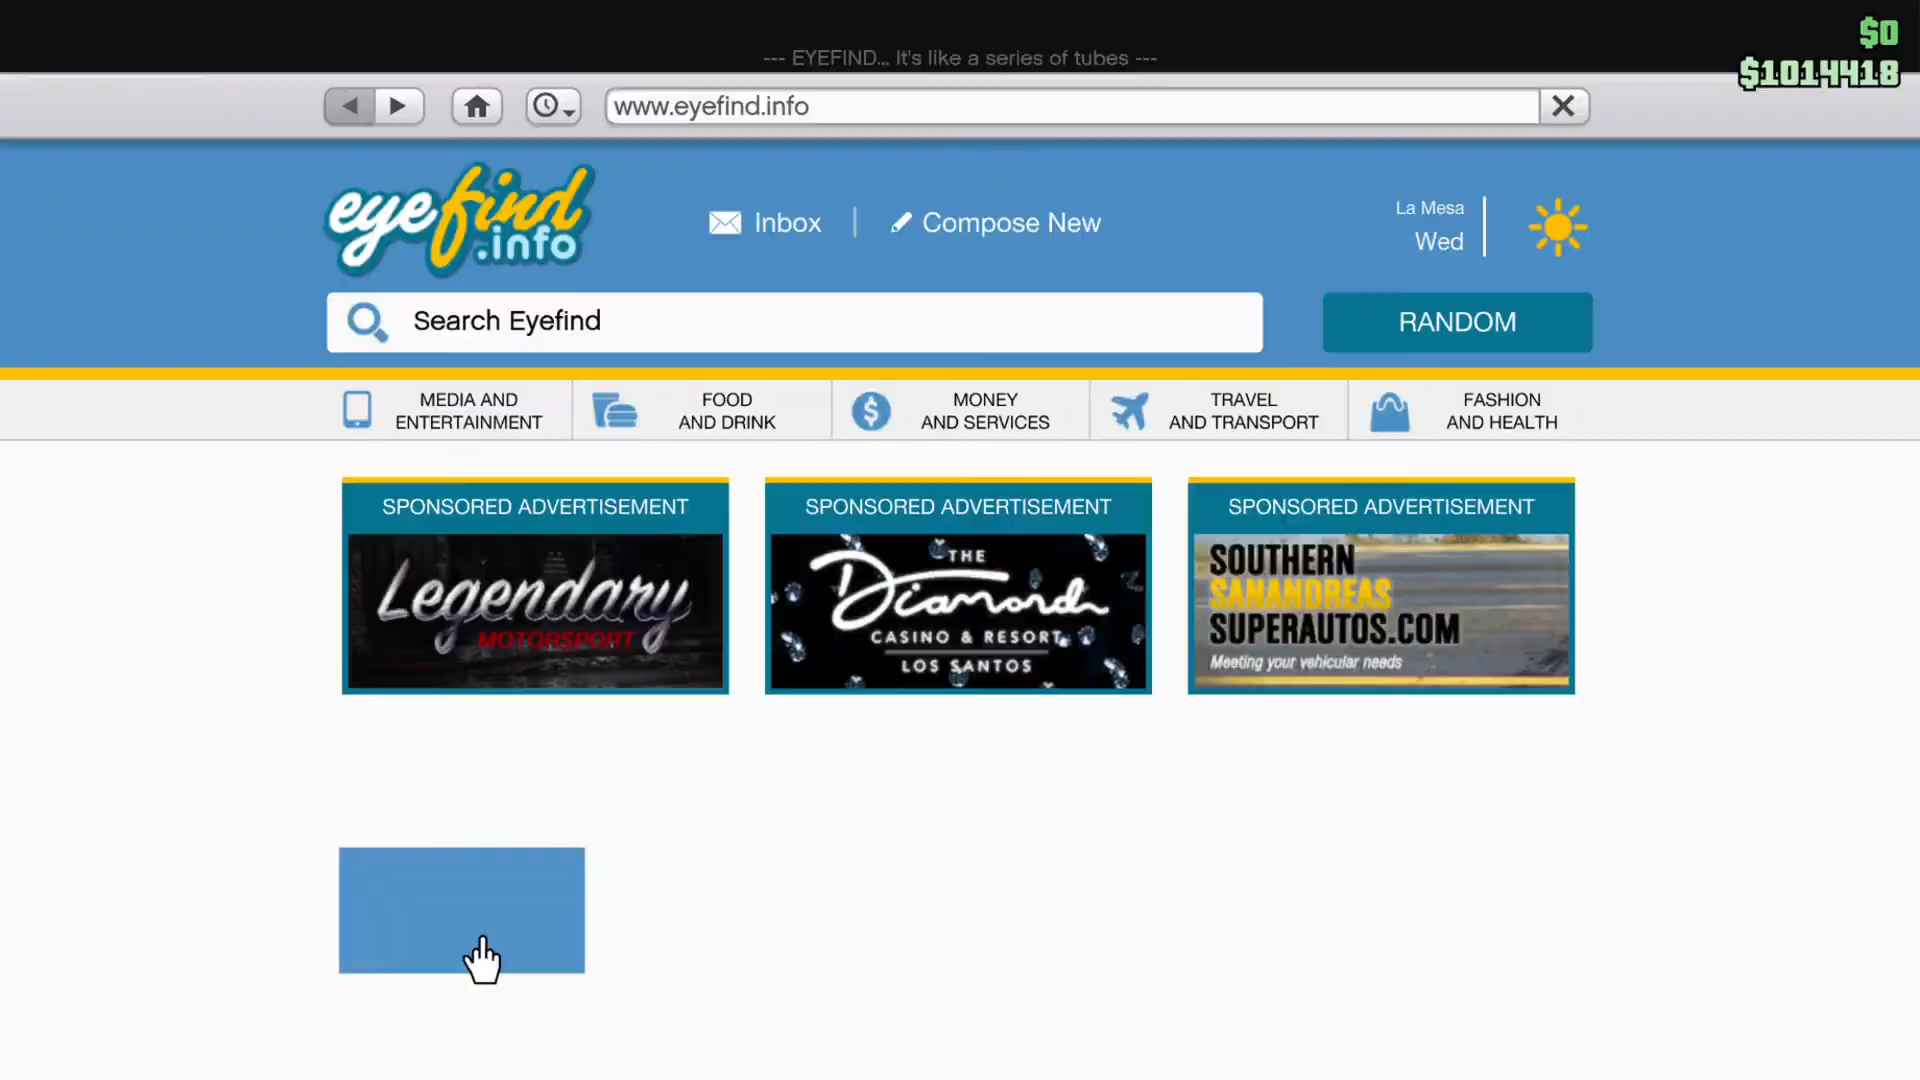 $0
--- EYEFIND... It's like a series of tubes ---
$1014418
www.eyefind.info
eyefind
.info
Inbox
Compose New
La Mesa
Wed
Search Eyefind
RANDOM
MEDIA AND
ENTERTAINMENT
FOOD
AND DRINK
MONEY
AND SERVICES
TRAVEL
AND TRANSPORT
FASHION
AND HEALTH
SPONSORED ADVERTISEMENT
Legendary
MOTORSPORT
SPONSORED ADVERTISEMENT
THE
Diamond
CASINO & RESORT
LOS SANTOS
SPONSORED ADVERTISEMENT
SOUTHERN
SANANDREAS
SUPERAUTOS.COM
Meeting your vehicular needs